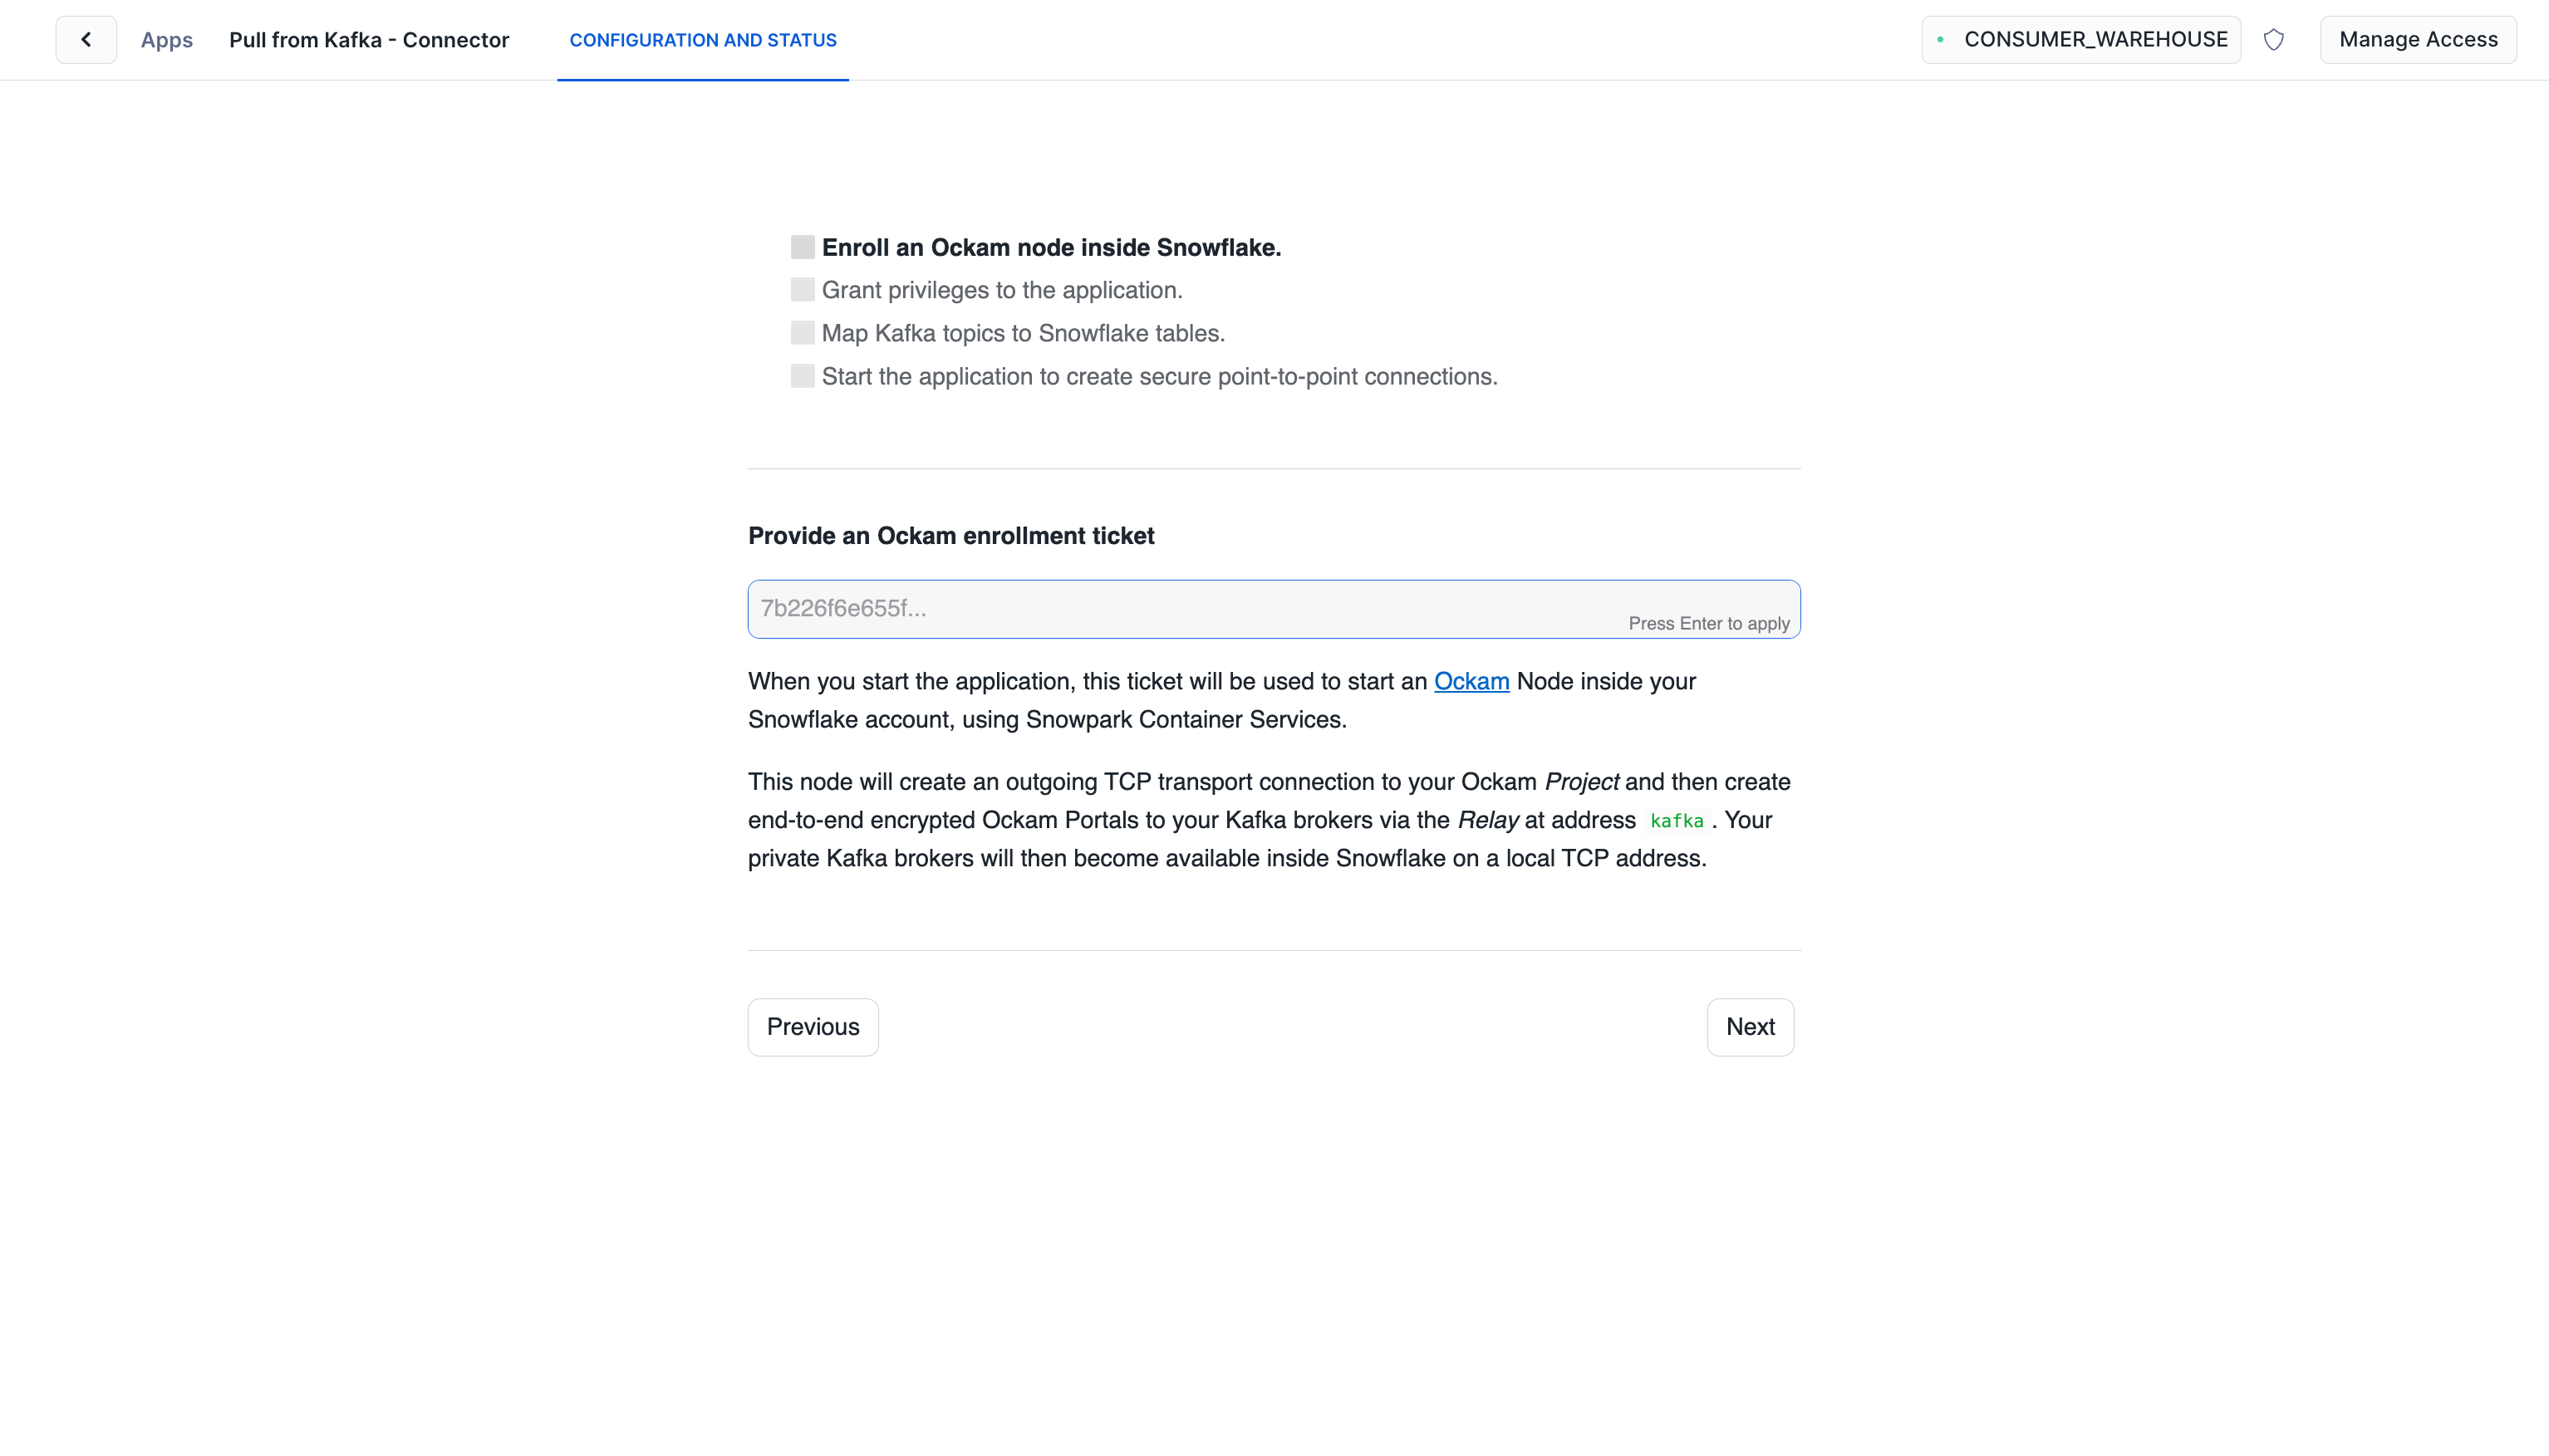 Apps
Pull from Kafka - Connector
CONFIGURATION AND STATUS
CONSUMER_WAREHOUSE
Manage Access
Enroll an Ockam node inside Snowflake.
Grant privileges to the application.
Map Kafka topics to Snowflake tables.
Start the application to create secure point-to-point connections.
Provide an Ockam enrollment ticket
7b226f6e655f...
Press Enter to apply
When you start the application, this ticket will be used to start an Ockam Node inside your
Snowflake account, using Snowpark Container Services.
This node will create an outgoing TCP transport connection to your Ockam Project and then create
end-to-end encrypted Ockam Portals to your Kafka brokers via the Relay at address kafka . Your
private Kafka brokers will then become available inside Snowflake on a local TCP address.
Previous
Next